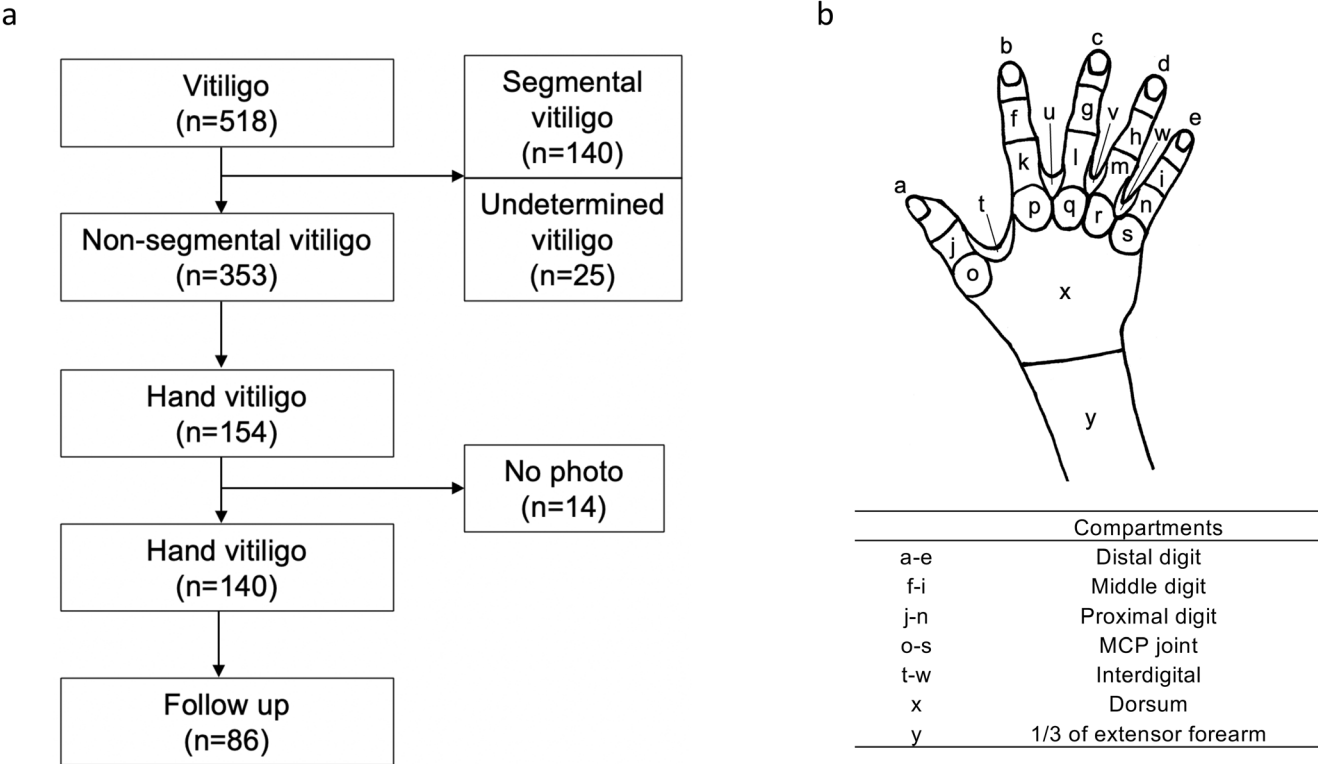 a
Vitiligo
(n=518)
Segmental
vitiligo
(n=140)
Undetermined
vitiligo
(n=25)
Non-segmental vitiligo
(n=353)
Hand vitiligo
(n=154)
No photo
(n=14)
Hand vitiligo
(n=140)
Follow up
(n=86)
b
b
c
d
e
f
u
g
v
h
w
k
l
m
i
a
t
p
q
r
n
s
j
o
x
y
Compartments
a-e Distal digit
f-i Middle digit
j-n Proximal digit
o-s MCP joint
t-w Interdigital
x Dorsum
y 1/3 of extensor forearm